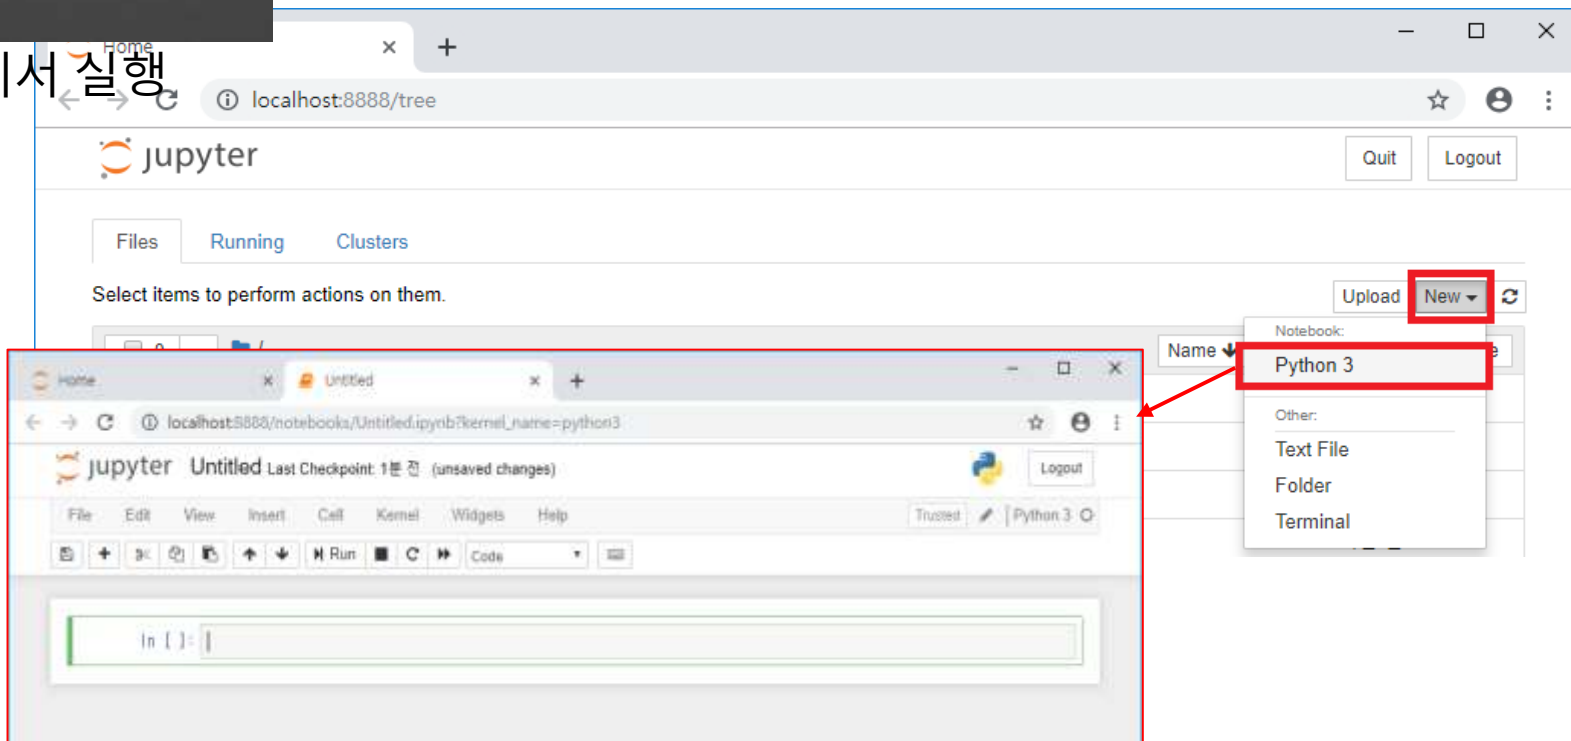 Home
에서 실행
localhost:8888/tree
jupyter
Quit Logout
Files Running Clusters
Select items to perform actions on them.
Upload New
Notebook:
Name
Python 3
Other:
Text File
Folder
Terminal
Home Untitled
localhost:8888/notebooks/Untitled.ipynb?kernel_name=python3
jupyter Untitled Last Checkpoint: 1분 전 (unsaved changes) Logout
File Edit View Insert Cell Kernel Widgets Help Trusted Python 3
Run Code
In [ ]: